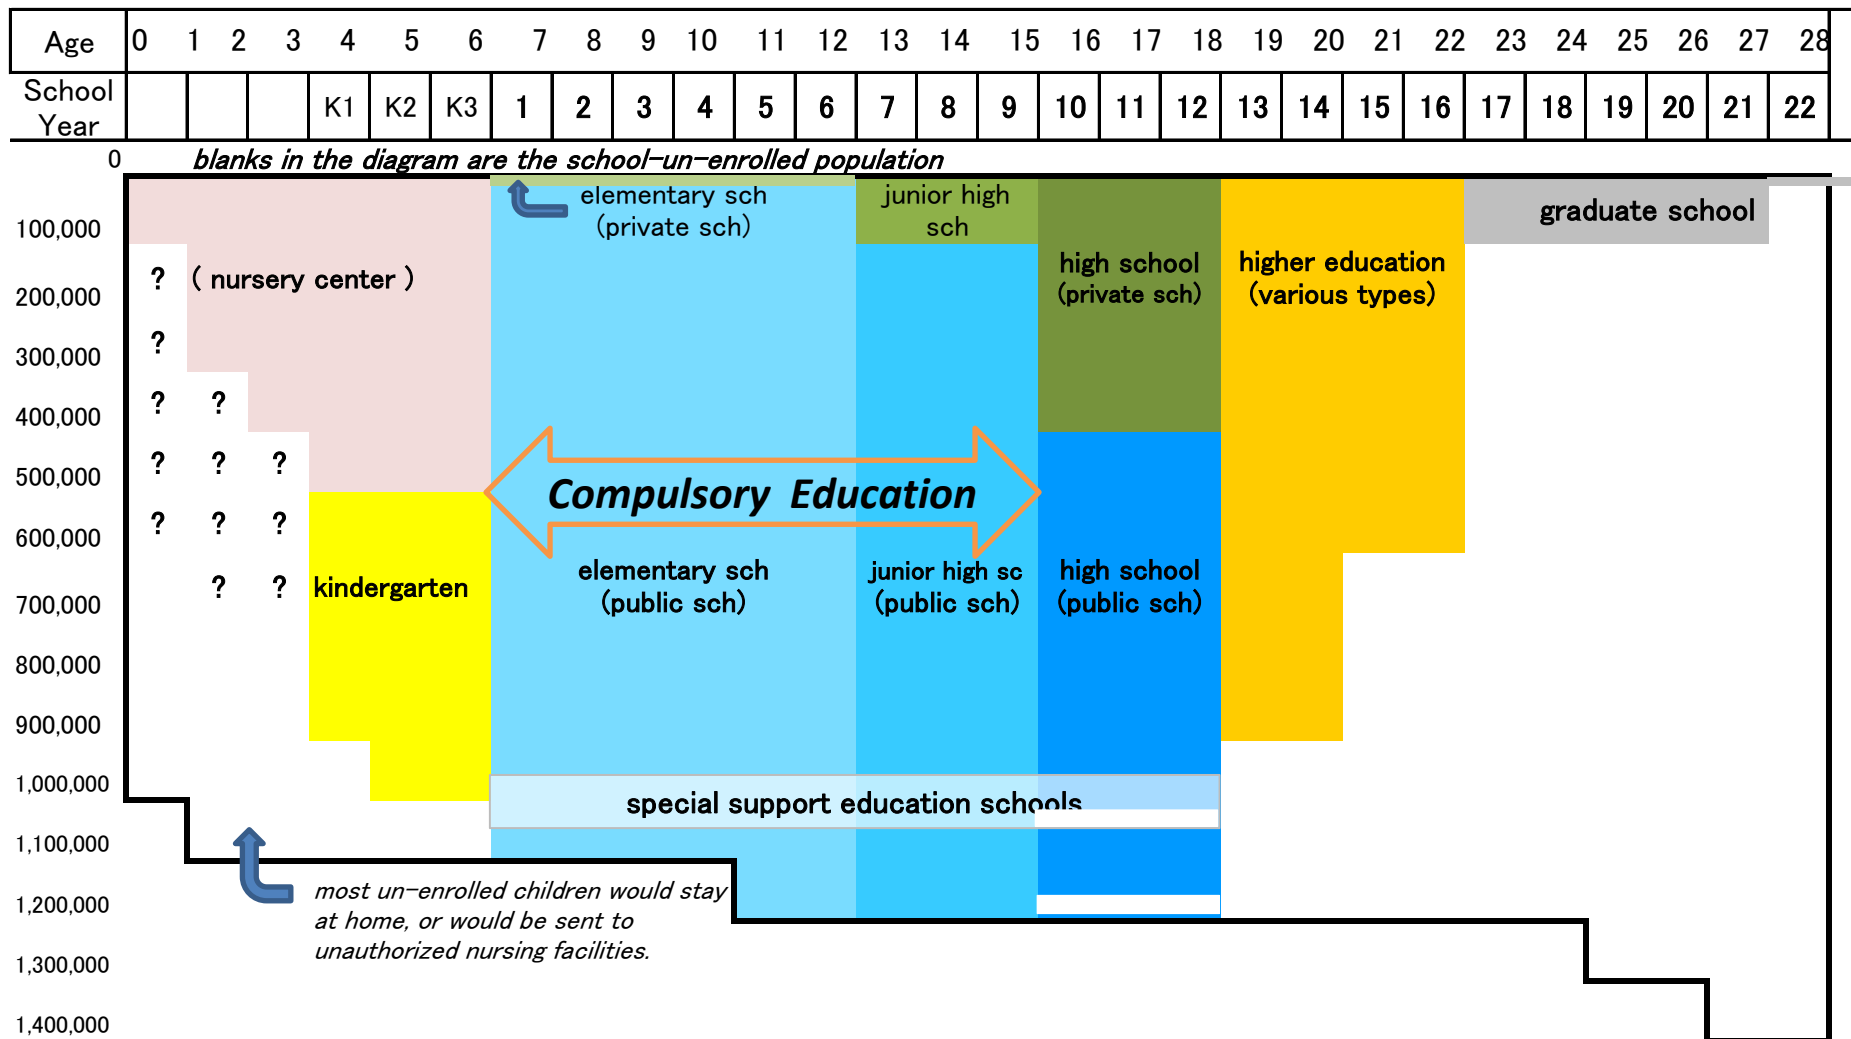 Age 0 1 2 3 4 5 6 7 8 9 10 11 12 13 14 15 16 17 18 19 20 21 22 23 24 25 26 27 28
School Year K1 K2 K3 1 2 3 4 5 6 7 8 9 10 11 12 13 14 15 16 17 18 19 20 21 22
0 blanks in the diagram are the school-un-enrolled population
elementary sch
(private sch)
junior high
sch
graduate school
100,000
? ( nursery center )
high school
(private sch)
higher education
(various types)
200,000
?
300,000
? ?
400,000
? ? ?
500,000
Compulsory Education
? ? ?
600,000
? ? kindergarten
elementary sch
(public sch)
junior high sc
(public sch)
high school
(public sch)
700,000
800,000
900,000
1,000,000
special support education schools
1,100,000
most un-enrolled children would stay
at home, or would be sent to
unauthorized nursing facilities.
1,200,000
1,300,000
1,400,000